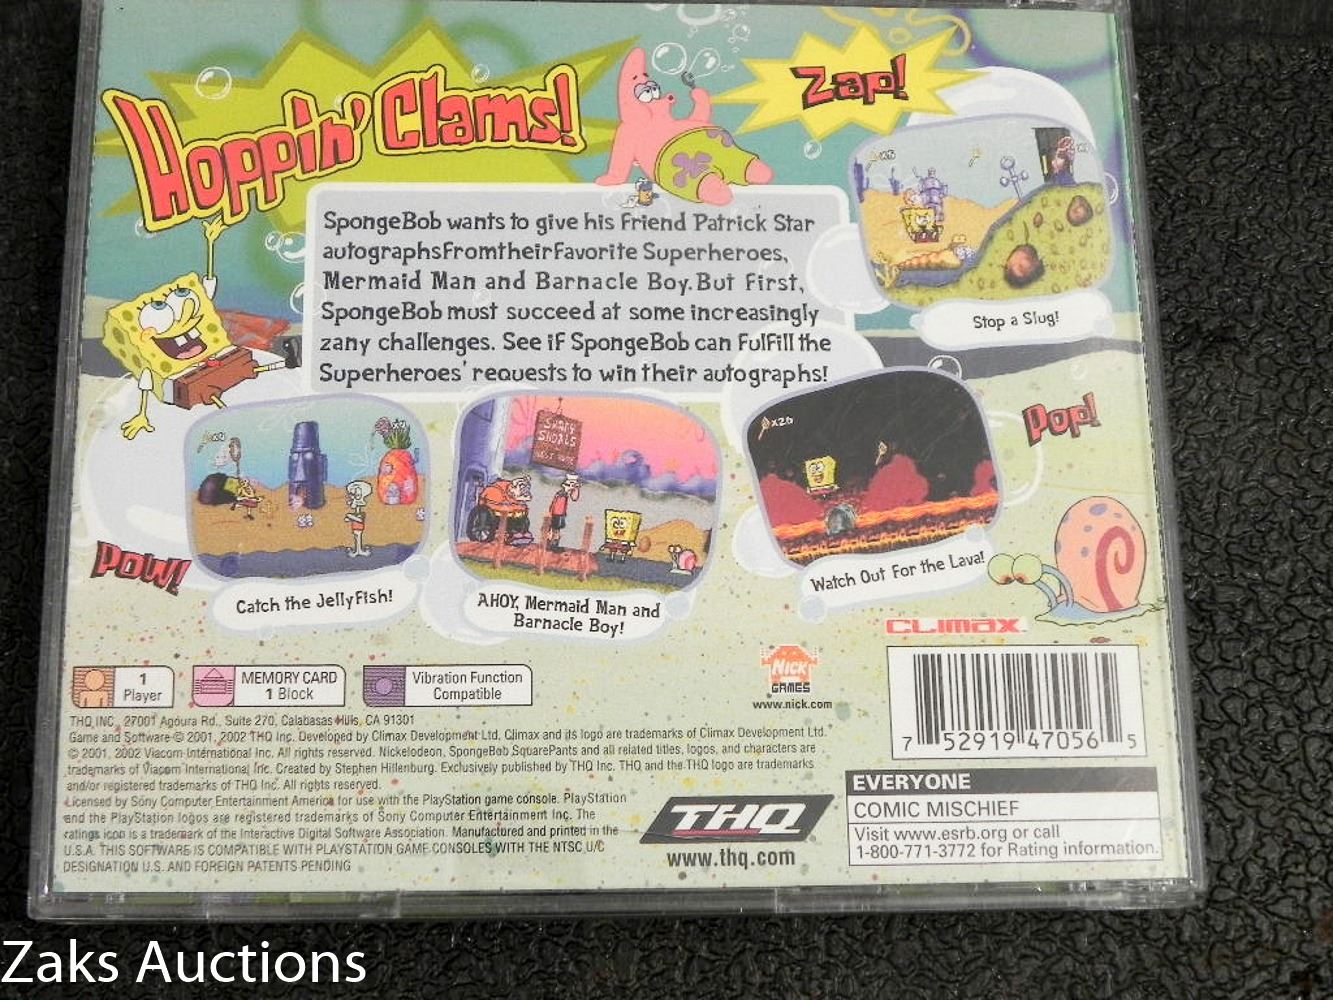 Hoppin' Clams!
Zap!
SpongeBob wants to give his Friend Patrick Star
autographsFromtheirFavorite Superheroes,
Mermaid Man and Barnacle Boy.But First,
SpongeBob must succeed at some increasingly
zany challenges. See iF SpongeBob can FulFill the
Superheroes' requests to win their autographs!
x5
Stop a Slug!
Pop!
Pow!
Catch the JellyFish!
SHADY
SHOALS
REST HOME
AHOY, Mermaid Man and
Barnacle Boy!
x20
Watch Out For the Lava!
CLIMAX
1
Player
MEMORY CARD
1 Block
Vibration Function
Compatible
NICK
GAMES
www.nick.com
THQ INC., 27001 Agoura Rd., Suite 270, Calabasas Hills, CA 91301
Game and Software © 2001, 2002 THQ Inc. Developed by Climax Development Ltd. Climax and its logo are trademarks of Climax Development Ltd.
© 2001, 2002 Viacom International Inc. All rights reserved. Nickelodeon, SpongeBob SquarePants and all related titles, logos, and characters are
trademarks of Viacom International Inc. Created by Stephen Hillenburg. Exclusively published by THQ Inc. THQ and the THQ logo are trademarks
and/or registered trademarks of THQ Inc. All rights reserved.
Licensed by Sony Computer Entertainment America for use with the PlayStation game console. PlayStation
and the PlayStation logos are registered trademarks of Sony Computer Entertainment Inc. The
ratings icon is a trademark of the Interactive Digital Software Association. Manufactured and printed in the
U.S.A. THIS SOFTWARE IS COMPATIBLE WITH PLAYSTATION GAME CONSOLES WITH THE NTSC U/C
DESIGNATION U.S. AND FOREIGN PATENTS PENDING
THQ
www.thq.com
7 52919 47056 5
EVERYONE
COMIC MISCHIEF
Visit www.esrb.org or call
1-800-771-3772 for Rating information.
Zaks Auctions